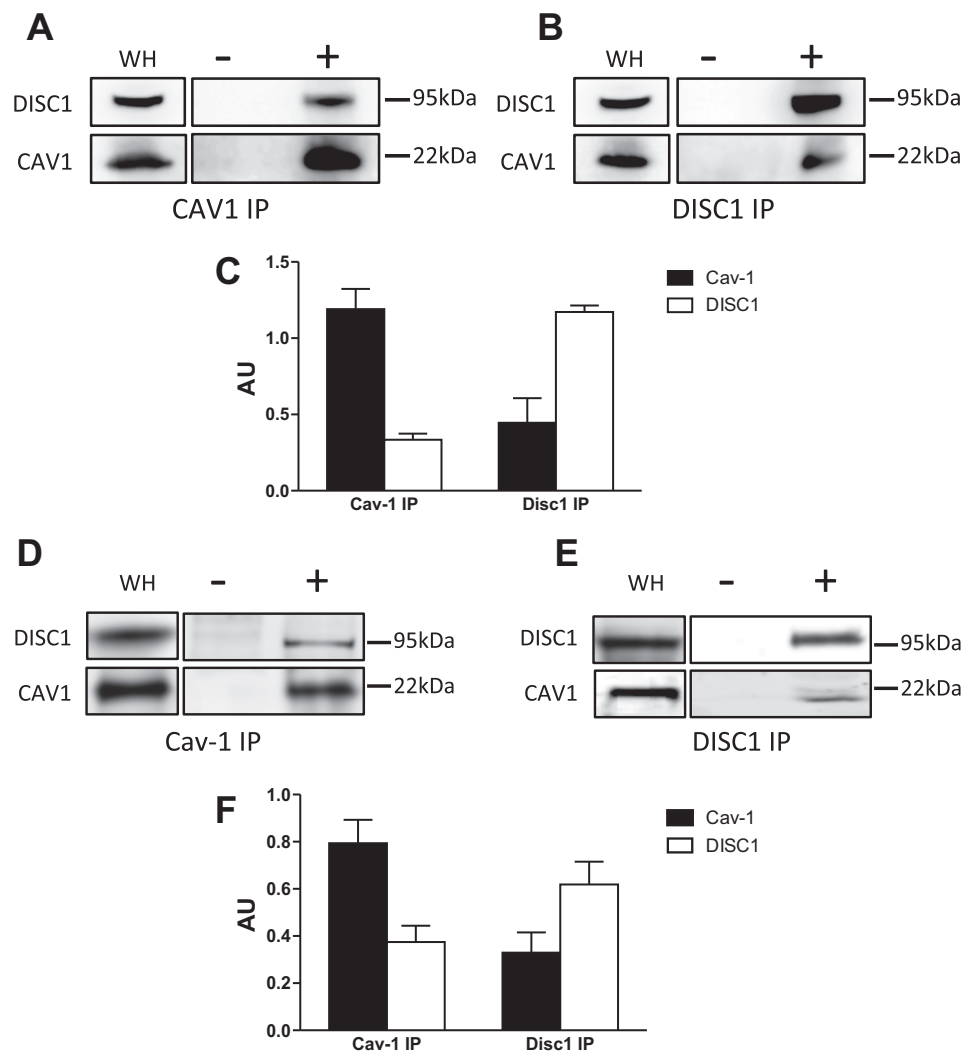 A
B
WH - +
WH - +
DISC1
95kDa
DISC1
95kDa
CAV1
22kDa
CAV1
22kDa
CAV1 IP
DISC1 IP
C
1.5
1.0
0.5
0.0
AU
Cav-1
DISC1
Cav-1 IP
Disc1 IP
D
E
WH - +
WH - +
DISC1
95kDa
DISC1
95kDa
CAV1
22kDa
CAV1
22kDa
Cav-1 IP
DISC1 IP
F
1.0
0.8
0.6
0.4
0.2
0.0
AU
Cav-1
DISC1
Cav-1 IP
Disc1 IP